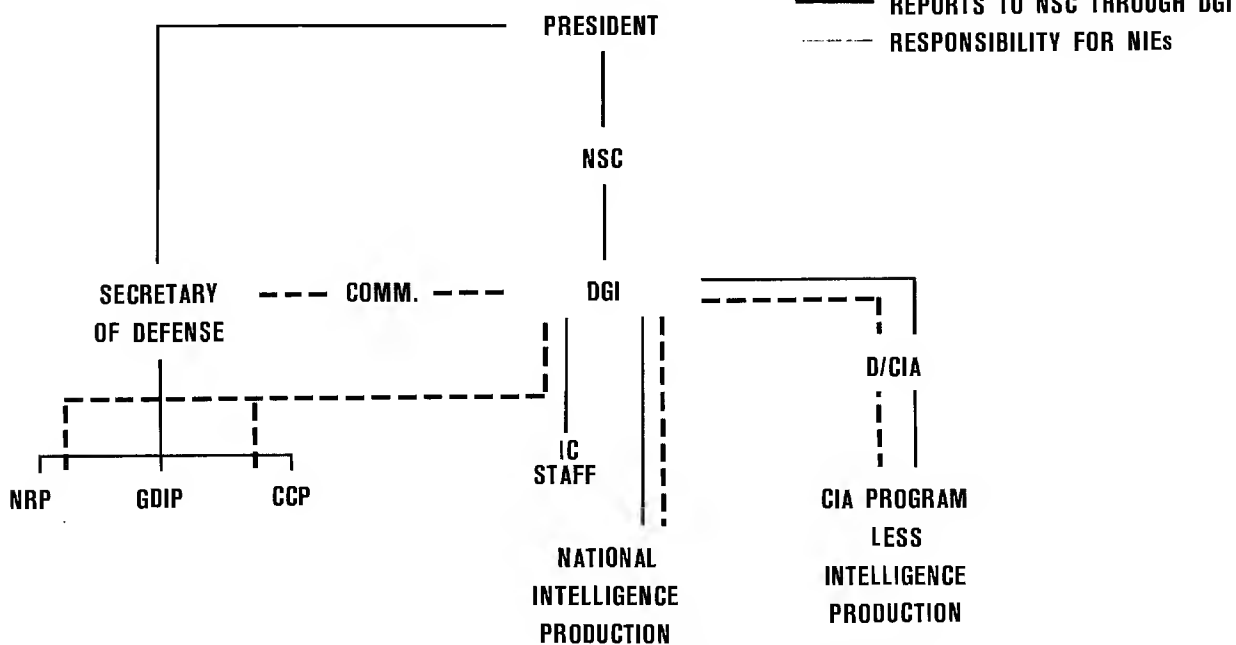 REPORTS TO NSC THROUGH DGI
RESPONSIBILITY FOR NIEs
PRESIDENT
NSC
SECRETARY
OF DEFENSE
COMM.
DGI
D/CIA
IC
STAFF
NRP
GDIP
CCP
NATIONAL
INTELLIGENCE
PRODUCTION
CIA PROGRAM
LESS
INTELLIGENCE
PRODUCTION